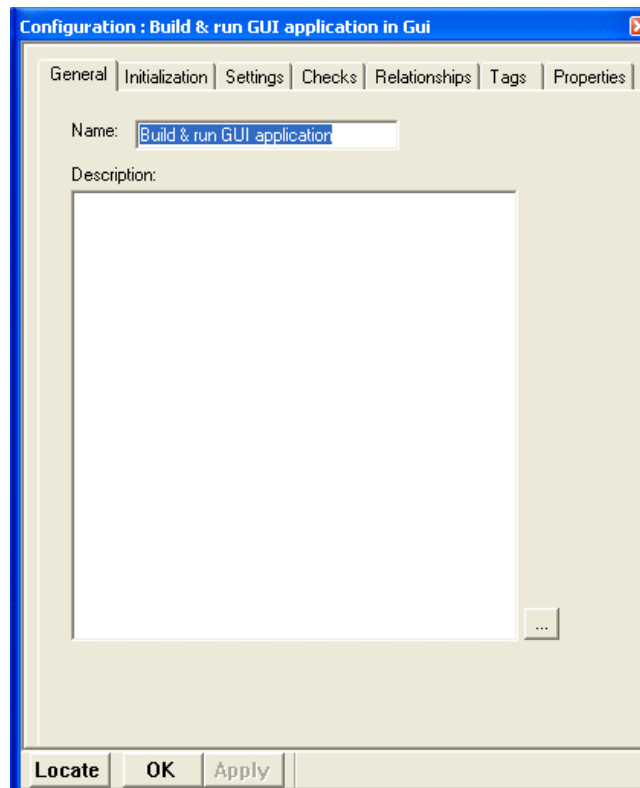 Configuration : Build & run GUI application in Gui
General Initialization Settings Checks Relationships Tags Properties
Name: Build & run GUI application
Description:
...
Locate OK Apply